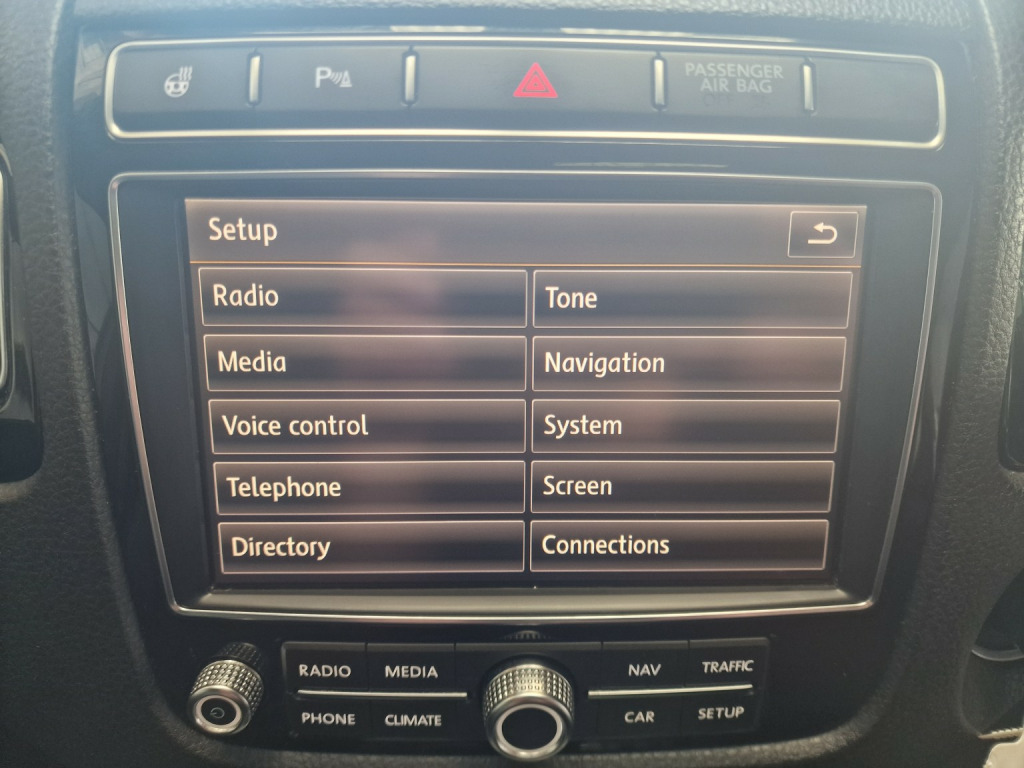 P
PASSENGER
AIR BAG
Setup
Radio
Tone
Media
Navigation
Voice control
System
Telephone
Screen
Directory
Connections
RADIO
MEDIA
NAV
TRAFFIC
PHONE
CLIMATE
CAR
SETUP